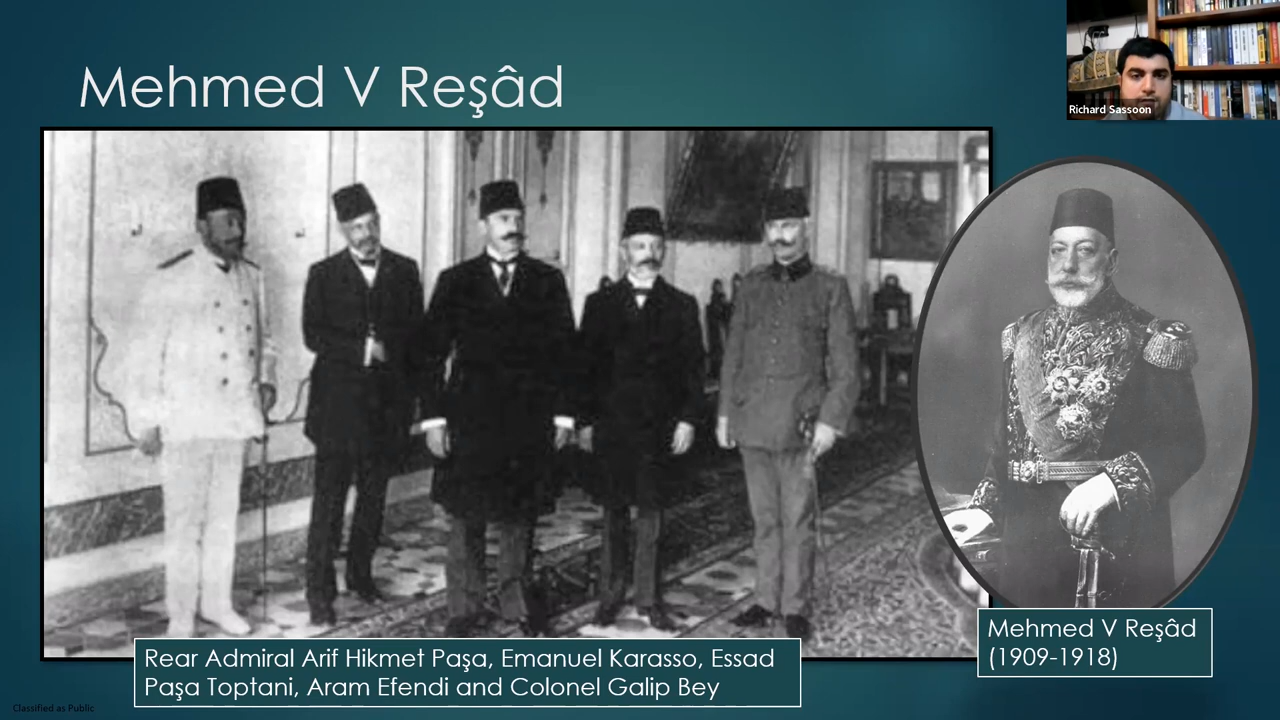 Mehmed V Reşâd
Richard Sassoon
Rear Admiral Arif Hikmet Paşa, Emanuel Karasso, Essad
Paşa Toptani, Aram Efendi and Colonel Galip Bey
Mehmed V Reşâd
(1909-1918)
Classified as Public